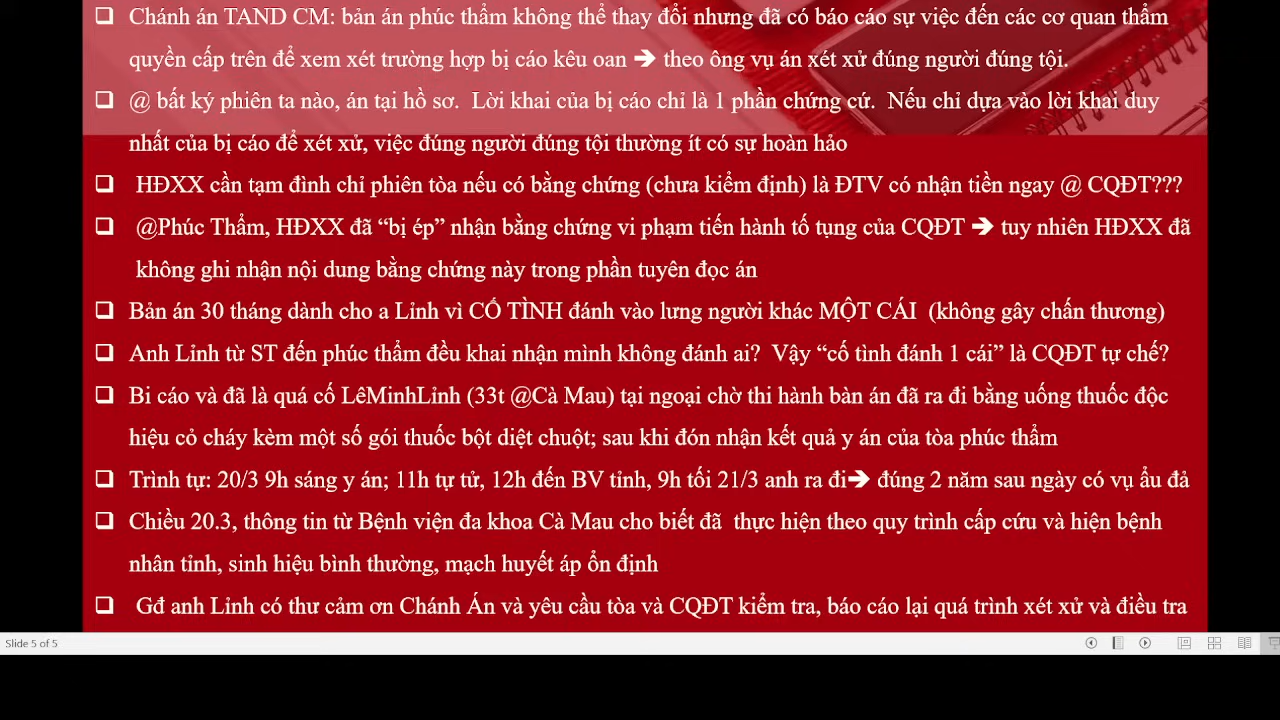 ❑ Chánh án TAND CM: bản án phúc thẩm không thể thay đổi nhưng đã có báo cáo sự việc đến các cơ quan thẩm
quyền cấp trên để xem xét trường hợp bị cáo kêu oan → theo ông vụ án xét xử đúng người đúng tội.
❑ @ bất kỳ phiên ta nào, án tại hồ sơ. Lời khai của bị cáo chỉ là 1 phần chứng cứ. Nếu chỉ dựa vào lời khai duy
nhất của bị cáo để xét xử, việc đúng người đúng tội thường ít có sự hoàn hảo
❑ HĐXX cần tạm đình chỉ phiên tòa nếu có bằng chứng (chưa kiểm định) là ĐTV có nhận tiền ngay @ CQĐT???
❑ @Phúc Thẩm, HĐXX đã “bị ép” nhận bằng chứng vi phạm tiến hành tố tụng của CQĐT → tuy nhiên HĐXX đã
không ghi nhận nội dung bằng chứng này trong phần tuyên đọc án
❑ Bản án 30 tháng dành cho a Lỉnh vì CỐ TÌNH đánh vào lưng người khác MỘT CÁI (không gây chấn thương)
❑ Anh Lỉnh từ ST đến phúc thẩm đều khai nhận mình không đánh ai? Vậy “cố tình đánh 1 cái” là CQĐT tự chế?
❑ Bi cáo và đã là quá cố LêMinhLỉnh (33t @Cà Mau) tại ngoại chờ thi hành bàn án đã ra đi bằng uống thuốc độc
hiệu cỏ cháy kèm một số gói thuốc bột diệt chuột; sau khi đón nhận kết quả y án của tòa phúc thẩm
❑ Trình tự: 20/3 9h sáng y án; 11h tự tử, 12h đến BV tỉnh, 9h tối 21/3 anh ra đi→ đúng 2 năm sau ngày có vụ ẩu đả
❑ Chiều 20.3, thông tin từ Bệnh viện đa khoa Cà Mau cho biết đã thực hiện theo quy trình cấp cứu và hiện bệnh
nhân tỉnh, sinh hiệu bình thường, mạch huyết áp ổn định
❑ Gđ anh Lỉnh có thư cảm ơn Chánh Án và yêu cầu tòa và CQĐT kiểm tra, báo cáo lại quá trình xét xử và điều tra
Slide 5 of 5